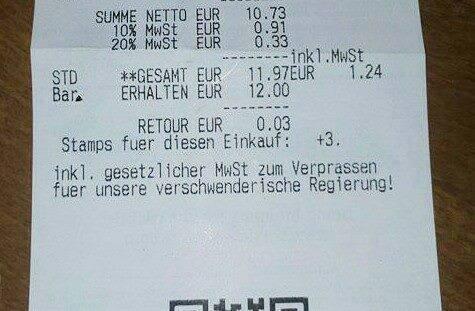 SUMME NETTO EUR 10.73
10% MwSt EUR 0.91
20% MwSt EUR 0.33
---------inkl.MwSt
STD **GESAMT EUR 11.97EUR 1.24
Bar ERHALTEN EUR 12.00
---------
RETOUR EUR 0.03
Stamps fuer diesen Einkauf: +3.
inkl. gesetzlicher MwSt zum Verprassen
fuer unsere verschwenderische Regierung!